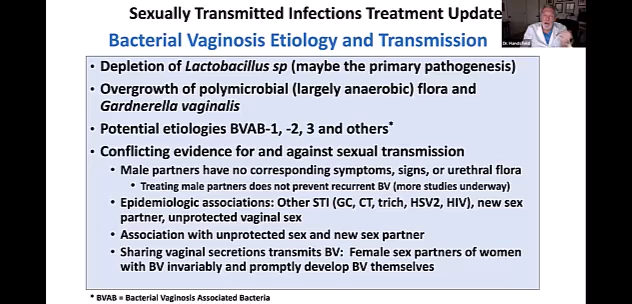 Sexually Transmitted Infections Treatment Update
Bacterial Vaginosis Etiology and Transmission
Dr. Handsfield
• Depletion of Lactobacillus sp (maybe the primary pathogenesis)
• Overgrowth of polymicrobial (largely anaerobic) flora and
Gardnerella vaginalis
• Potential etiologies BVAB-1, -2, 3 and others*
• Conflicting evidence for and against sexual transmission
• Male partners have no corresponding symptoms, signs, or urethral flora
• Treating male partners does not prevent recurrent BV (more studies underway)
• Epidemiologic associations: Other STI (GC, CT, trich, HSV2, HIV), new sex
partner, unprotected vaginal sex
• Association with unprotected sex and new sex partner
• Sharing vaginal secretions transmits BV: Female sex partners of women
with BV invariably and promptly develop BV themselves
* BVAB = Bacterial Vaginosis Associated Bacteria